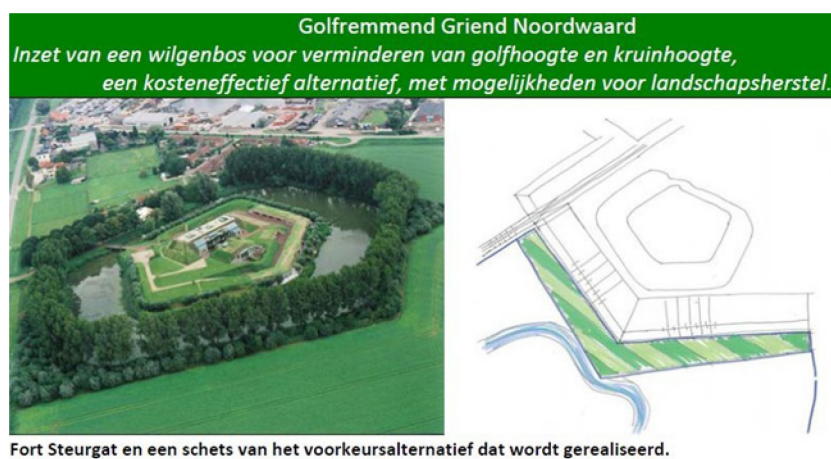 Golfremmend Griend Noordwaard
Inzet van een wilgenbos voor verminderen van golfhoogte en kruinhoogte,
een kosteneffectief alternatief, met mogelijkheden voor landschapsherstel.
Fort Steurgat en een schets van het voorkeursalternatief dat wordt gerealiseerd.